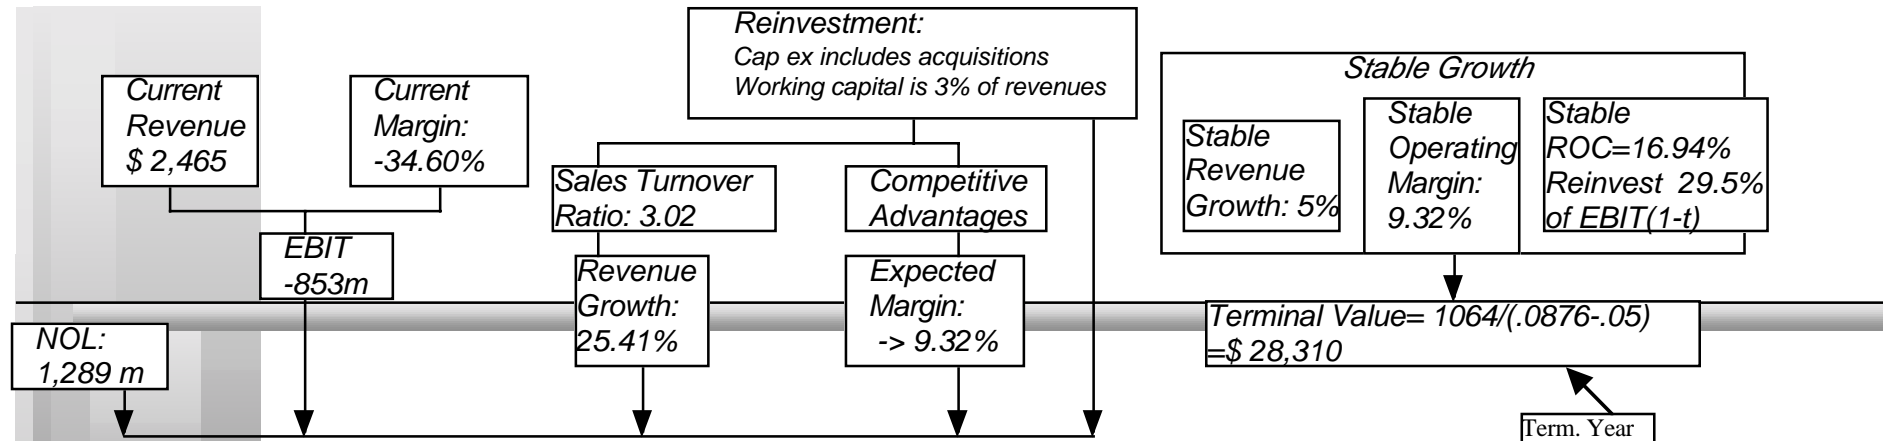 Reinvestment:
Cap ex includes acquisitions
Working capital is 3% of revenues
Stable Growth
Current
Revenue
$ 2,465
Current
Margin:
-34.60%
Stable
Revenue
Growth: 5%
Stable
Operating
Margin:
9.32%
Stable
ROC=16.94%
Reinvest 29.5%
of EBIT(1-t)
Sales Turnover
Ratio: 3.02
Competitive
Advantages
EBIT
-853m
Revenue
Growth:
25.41%
Expected
Margin:
-> 9.32%
NOL:
1,289 m
Terminal Value= 1064/(.0876-.05)
=$ 28,310
Term. Year